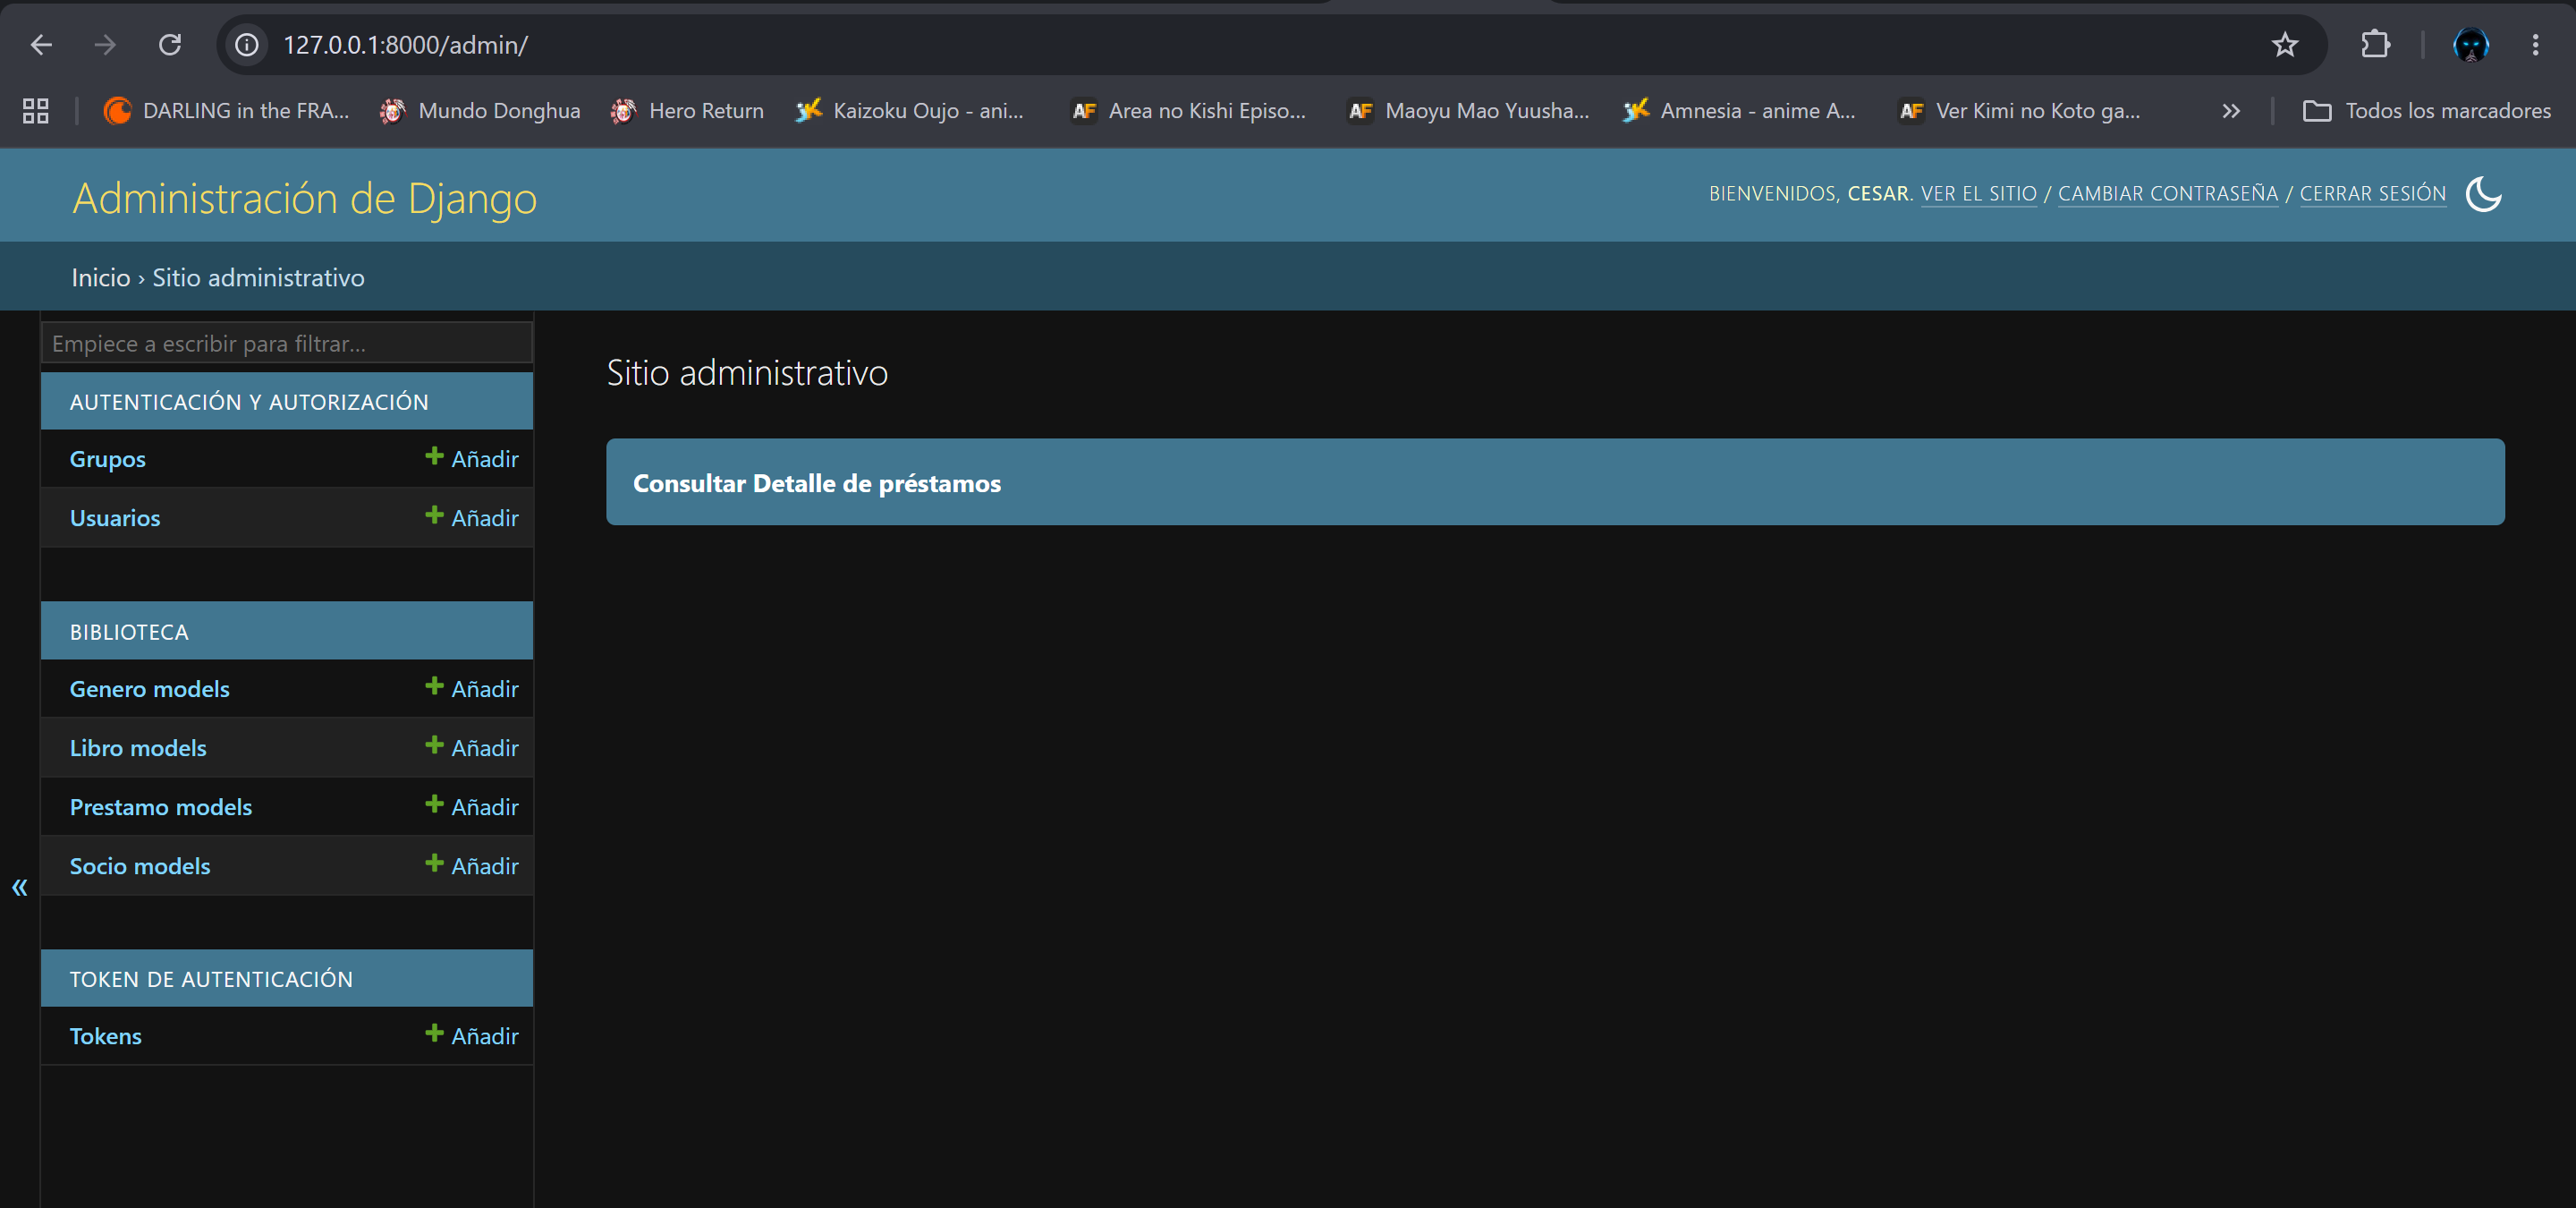 127.0.0.1:8000/admin/
DARLING in the FRA...
Mundo Donghua
Hero Return
Kaizoku Oujo - ani...
AF Area no Kishi Episo...
AF Maoyu Mao Yuusha...
Amnesia - anime A...
AF Ver Kimi no Koto ga...
Todos los marcadores
Administración de Django
BIENVENIDOS, CESAR. VER EL SITIO / CAMBIAR CONTRASEÑA / CERRAR SESIÓN
Inicio › Sitio administrativo
Empiece a escribir para filtrar...
AUTENTICACIÓN Y AUTORIZACIÓN
Grupos + Añadir
Usuarios + Añadir
BIBLIOTECA
Genero models + Añadir
Libro models + Añadir
Prestamo models + Añadir
Socio models + Añadir
«
TOKEN DE AUTENTICACIÓN
Tokens + Añadir
Sitio administrativo
Consultar Detalle de préstamos